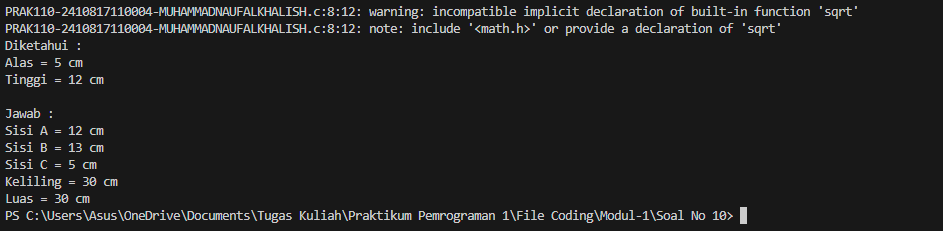 PRAK110-2410817110004-MUHAMMADNAUFALKHALISH.c:8:12: warning: incompatible implicit declaration of built-in function 'sqrt'
PRAK110-2410817110004-MUHAMMADNAUFALKHALISH.c:8:12: note: include '<math.h>' or provide a declaration of 'sqrt'
Diketahui :
Alas = 5 cm
Tinggi = 12 cm
Jawab :
Sisi A = 12 cm
Sisi B = 13 cm
Sisi C = 5 cm
Keliling = 30 cm
Luas = 30 cm
PS C:\Users\Asus\OneDrive\Documents\Tugas Kuliah\Praktikum Pemrograman 1\File Coding\Modul-1\Soal No 10>